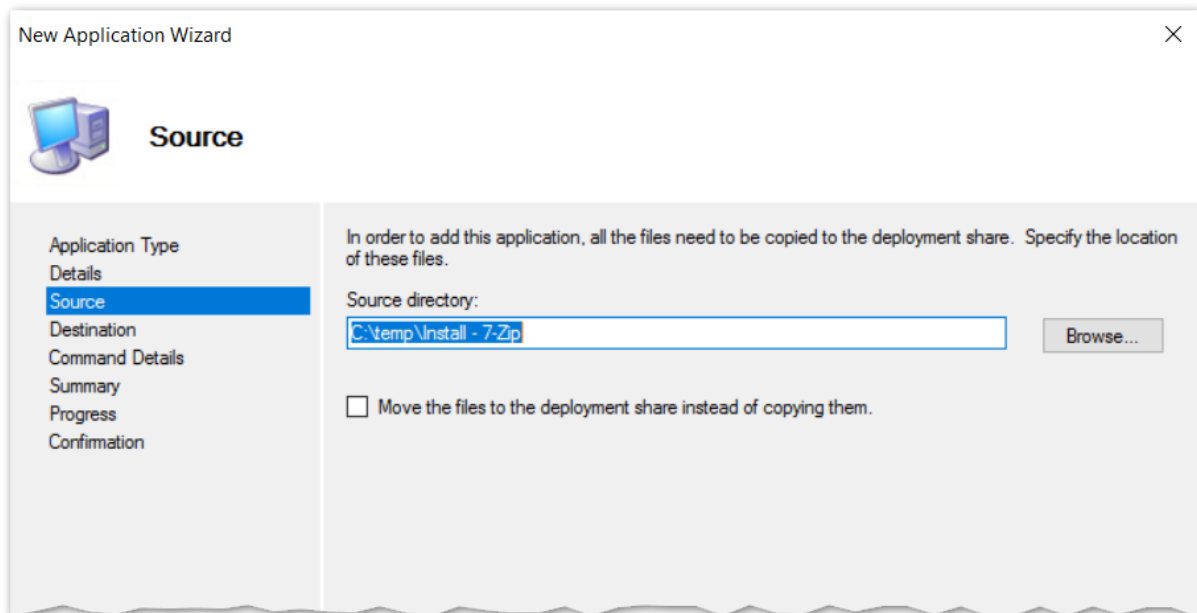 New Application Wizard
Source
Application Type
Details
Source
Destination
Command Details
Summary
Progress
Confirmation
In order to add this application, all the files need to be copied to the deployment share.  Specify the location
of these files.
Source directory:
C:\temp\Install - 7-Zip
Browse...
Move the files to the deployment share instead of copying them.